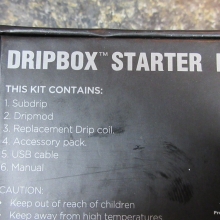 DRIPBOX™ STARTER
THIS KIT CONTAINS:
1. Subdrip
2. Dripmod
3. Replacement Drip coil
4. Accessory pack.
5 USB cable
6. Manual
CAUTION:
• Keep out of reach of children
• Keep away from high temperatures